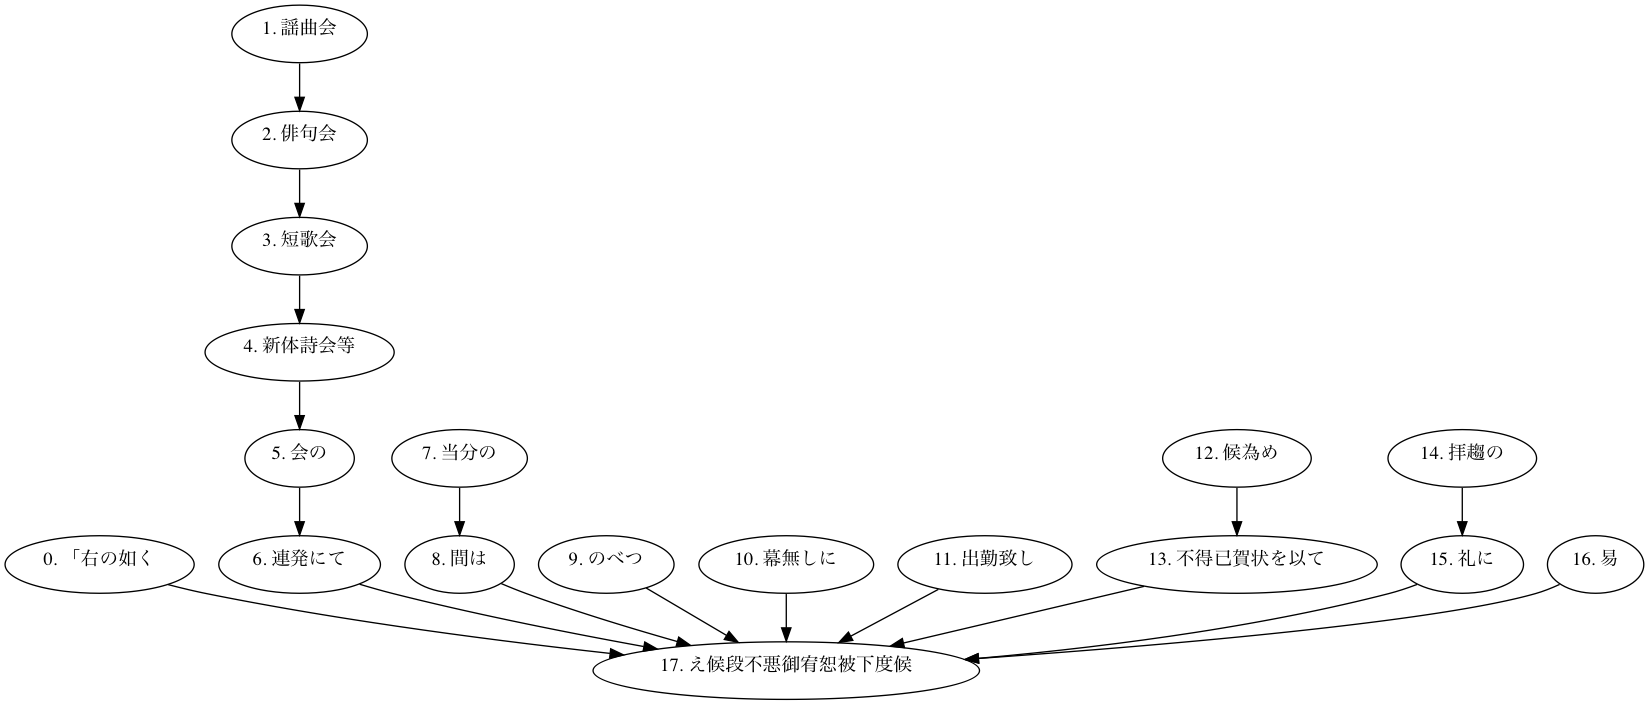 1. 謡曲会
2. 俳句会
3. 短歌会
4. 新体詩会等
5. 会の
7. 当分の
12. 候為め
14. 拝趨の
0. 「右の如く
6. 連発にて
8. 間は
9. のべつ
10. 幕無しに
11. 出勤致し
13. 不得已賀状を以て
15. 礼に
16. 易
17. え候段不悪御宥恕被下度候